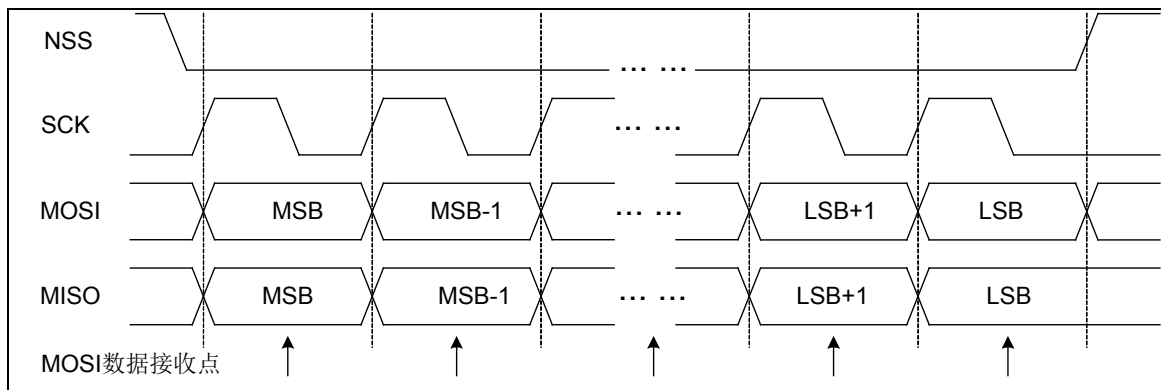 NSS
... ...
SCK
... ...
MOSI
MSB
MSB-1
... ...
LSB+1
LSB
MISO
MSB
MSB-1
... ...
LSB+1
LSB
MOSI数据接收点